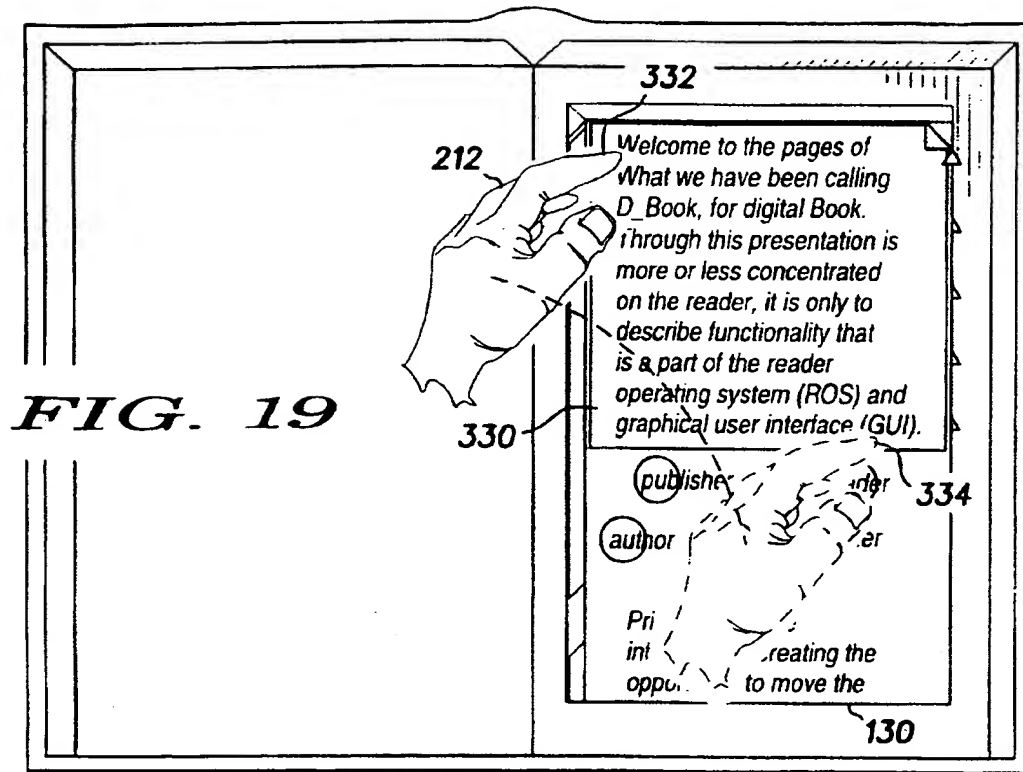 332
212
Welcome to the pages of
What we have been calling
D_Book, for digital Book.
Through this presentation is
more or less concentrated
on the reader, it is only to
describe functionality that
is a part of the reader
operating system (ROS) and
graphical user interface (GUI).
FIG. 19
330
334
publisher
author
Pri
int reating the
to move the
130